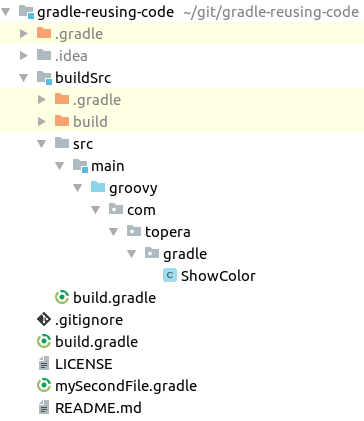 gradle-reusing-code ~/git/gradle-reusing-code
.gradle
.idea
buildSrc
.gradle
build
src
main
groovy
com
topera
gradle
C ShowColor
build.gradle
.gitignore
build.gradle
LICENSE
mySecondFile.gradle
README.md